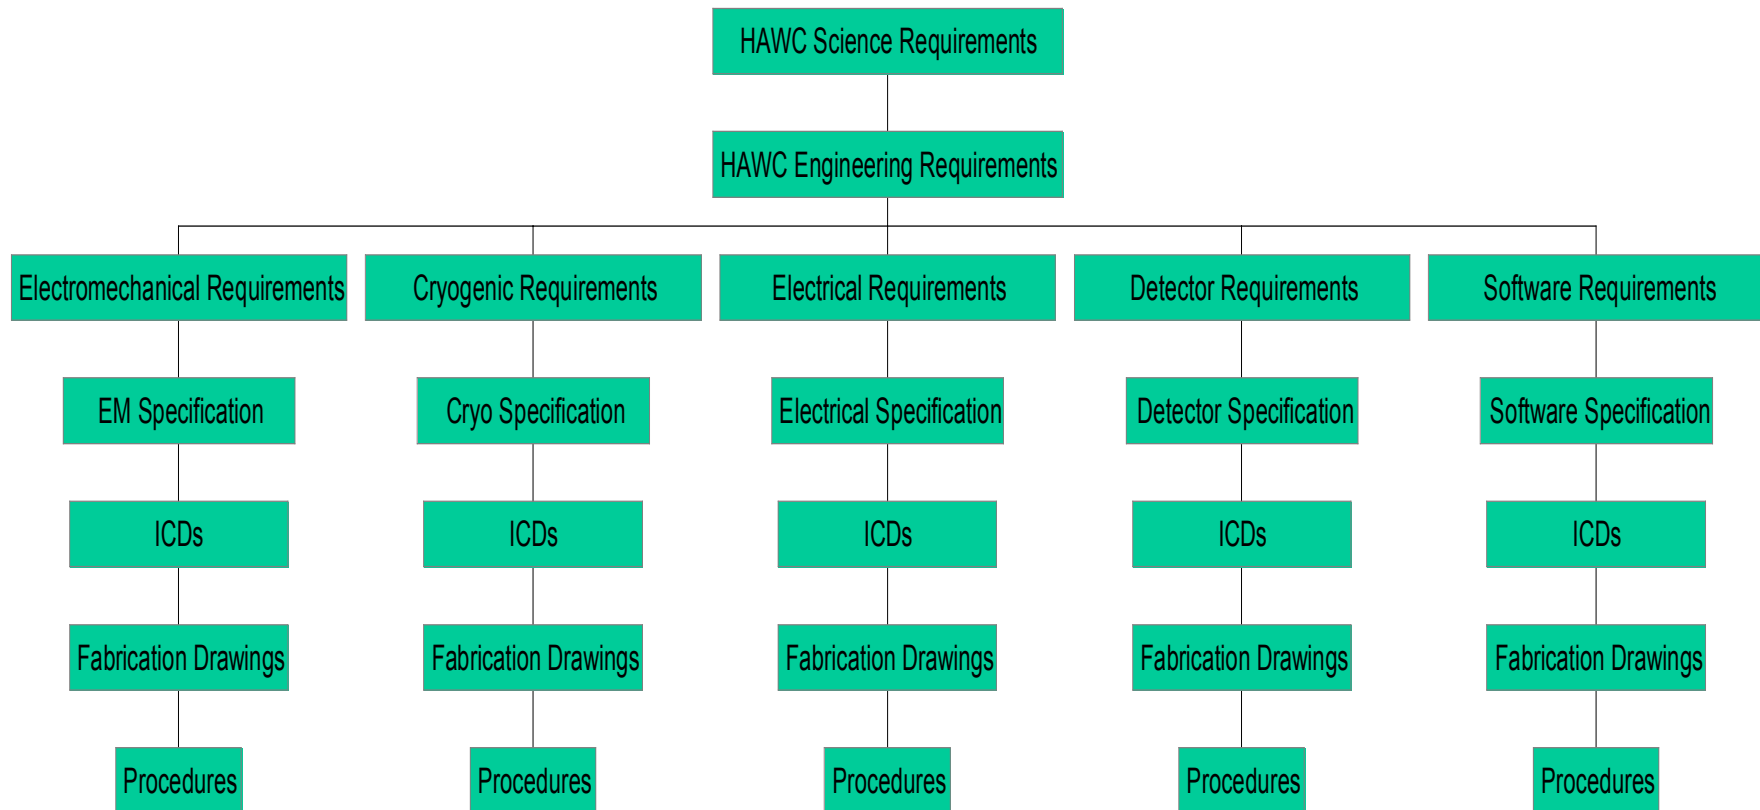 HAWC Science Requirements
HAWC Engineering Requirements
Electromechanical Requirements
Cryogenic Requirements
Electrical Requirements
Detector Requirements
Software Requirements
EM Specification
Cryo Specification
Electrical Specification
Detector Specification
Software Specification
ICDs
ICDs
ICDs
ICDs
ICDs
Fabrication Drawings
Fabrication Drawings
Fabrication Drawings
Fabrication Drawings
Fabrication Drawings
Procedures
Procedures
Procedures
Procedures
Procedures